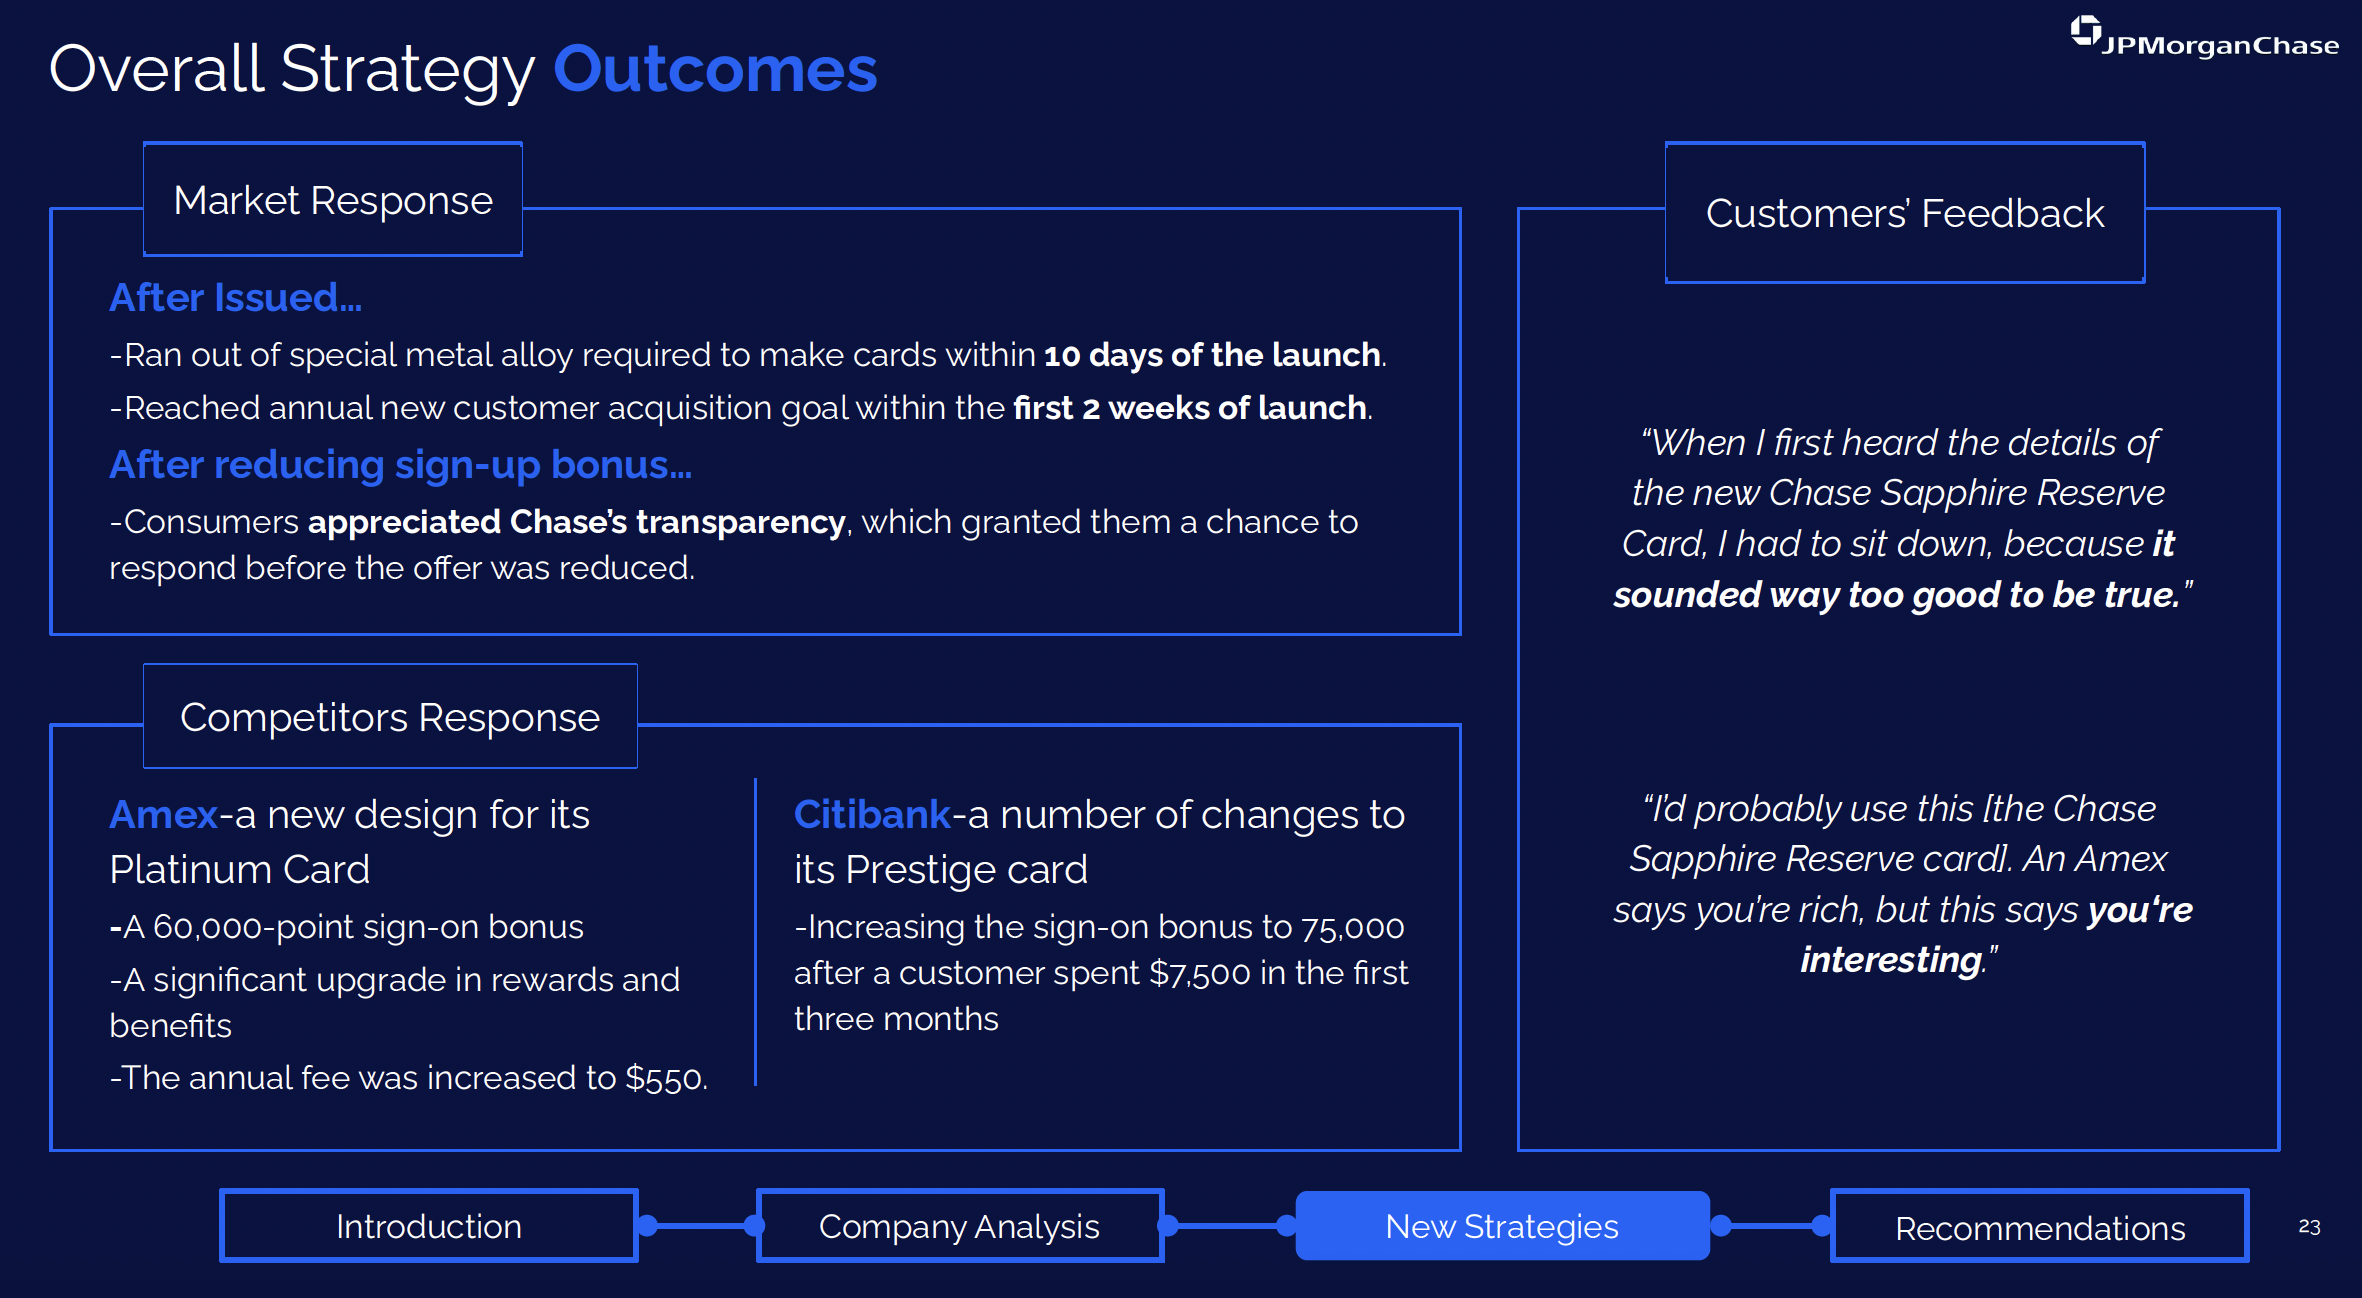 Overall Strategy Outcomes
JPMorganChase
Market Response
After Issued...
-Ran out of special metal alloy required to make cards within 10 days of the launch.
-Reached annual new customer acquisition goal within the first 2 weeks of launch.
After reducing sign-up bonus...
-Consumers appreciated Chase’s transparency, which granted them a chance to
respond before the offer was reduced.
Competitors Response
Amex-a new design for its
Platinum Card
-A 60,000-point sign-on bonus
-A significant upgrade in rewards and
benefits
-The annual fee was increased to $550.
Citibank-a number of changes to
its Prestige card
-Increasing the sign-on bonus to 75,000
after a customer spent $7,500 in the first
three months
Customers’ Feedback
“When I first heard the details of
the new Chase Sapphire Reserve
Card, I had to sit down, because it
sounded way too good to be true.”
“I’d probably use this [the Chase
Sapphire Reserve card]. An Amex
says you’re rich, but this says you‘re
interesting.”
Introduction
Company Analysis
New Strategies
Recommendations
23